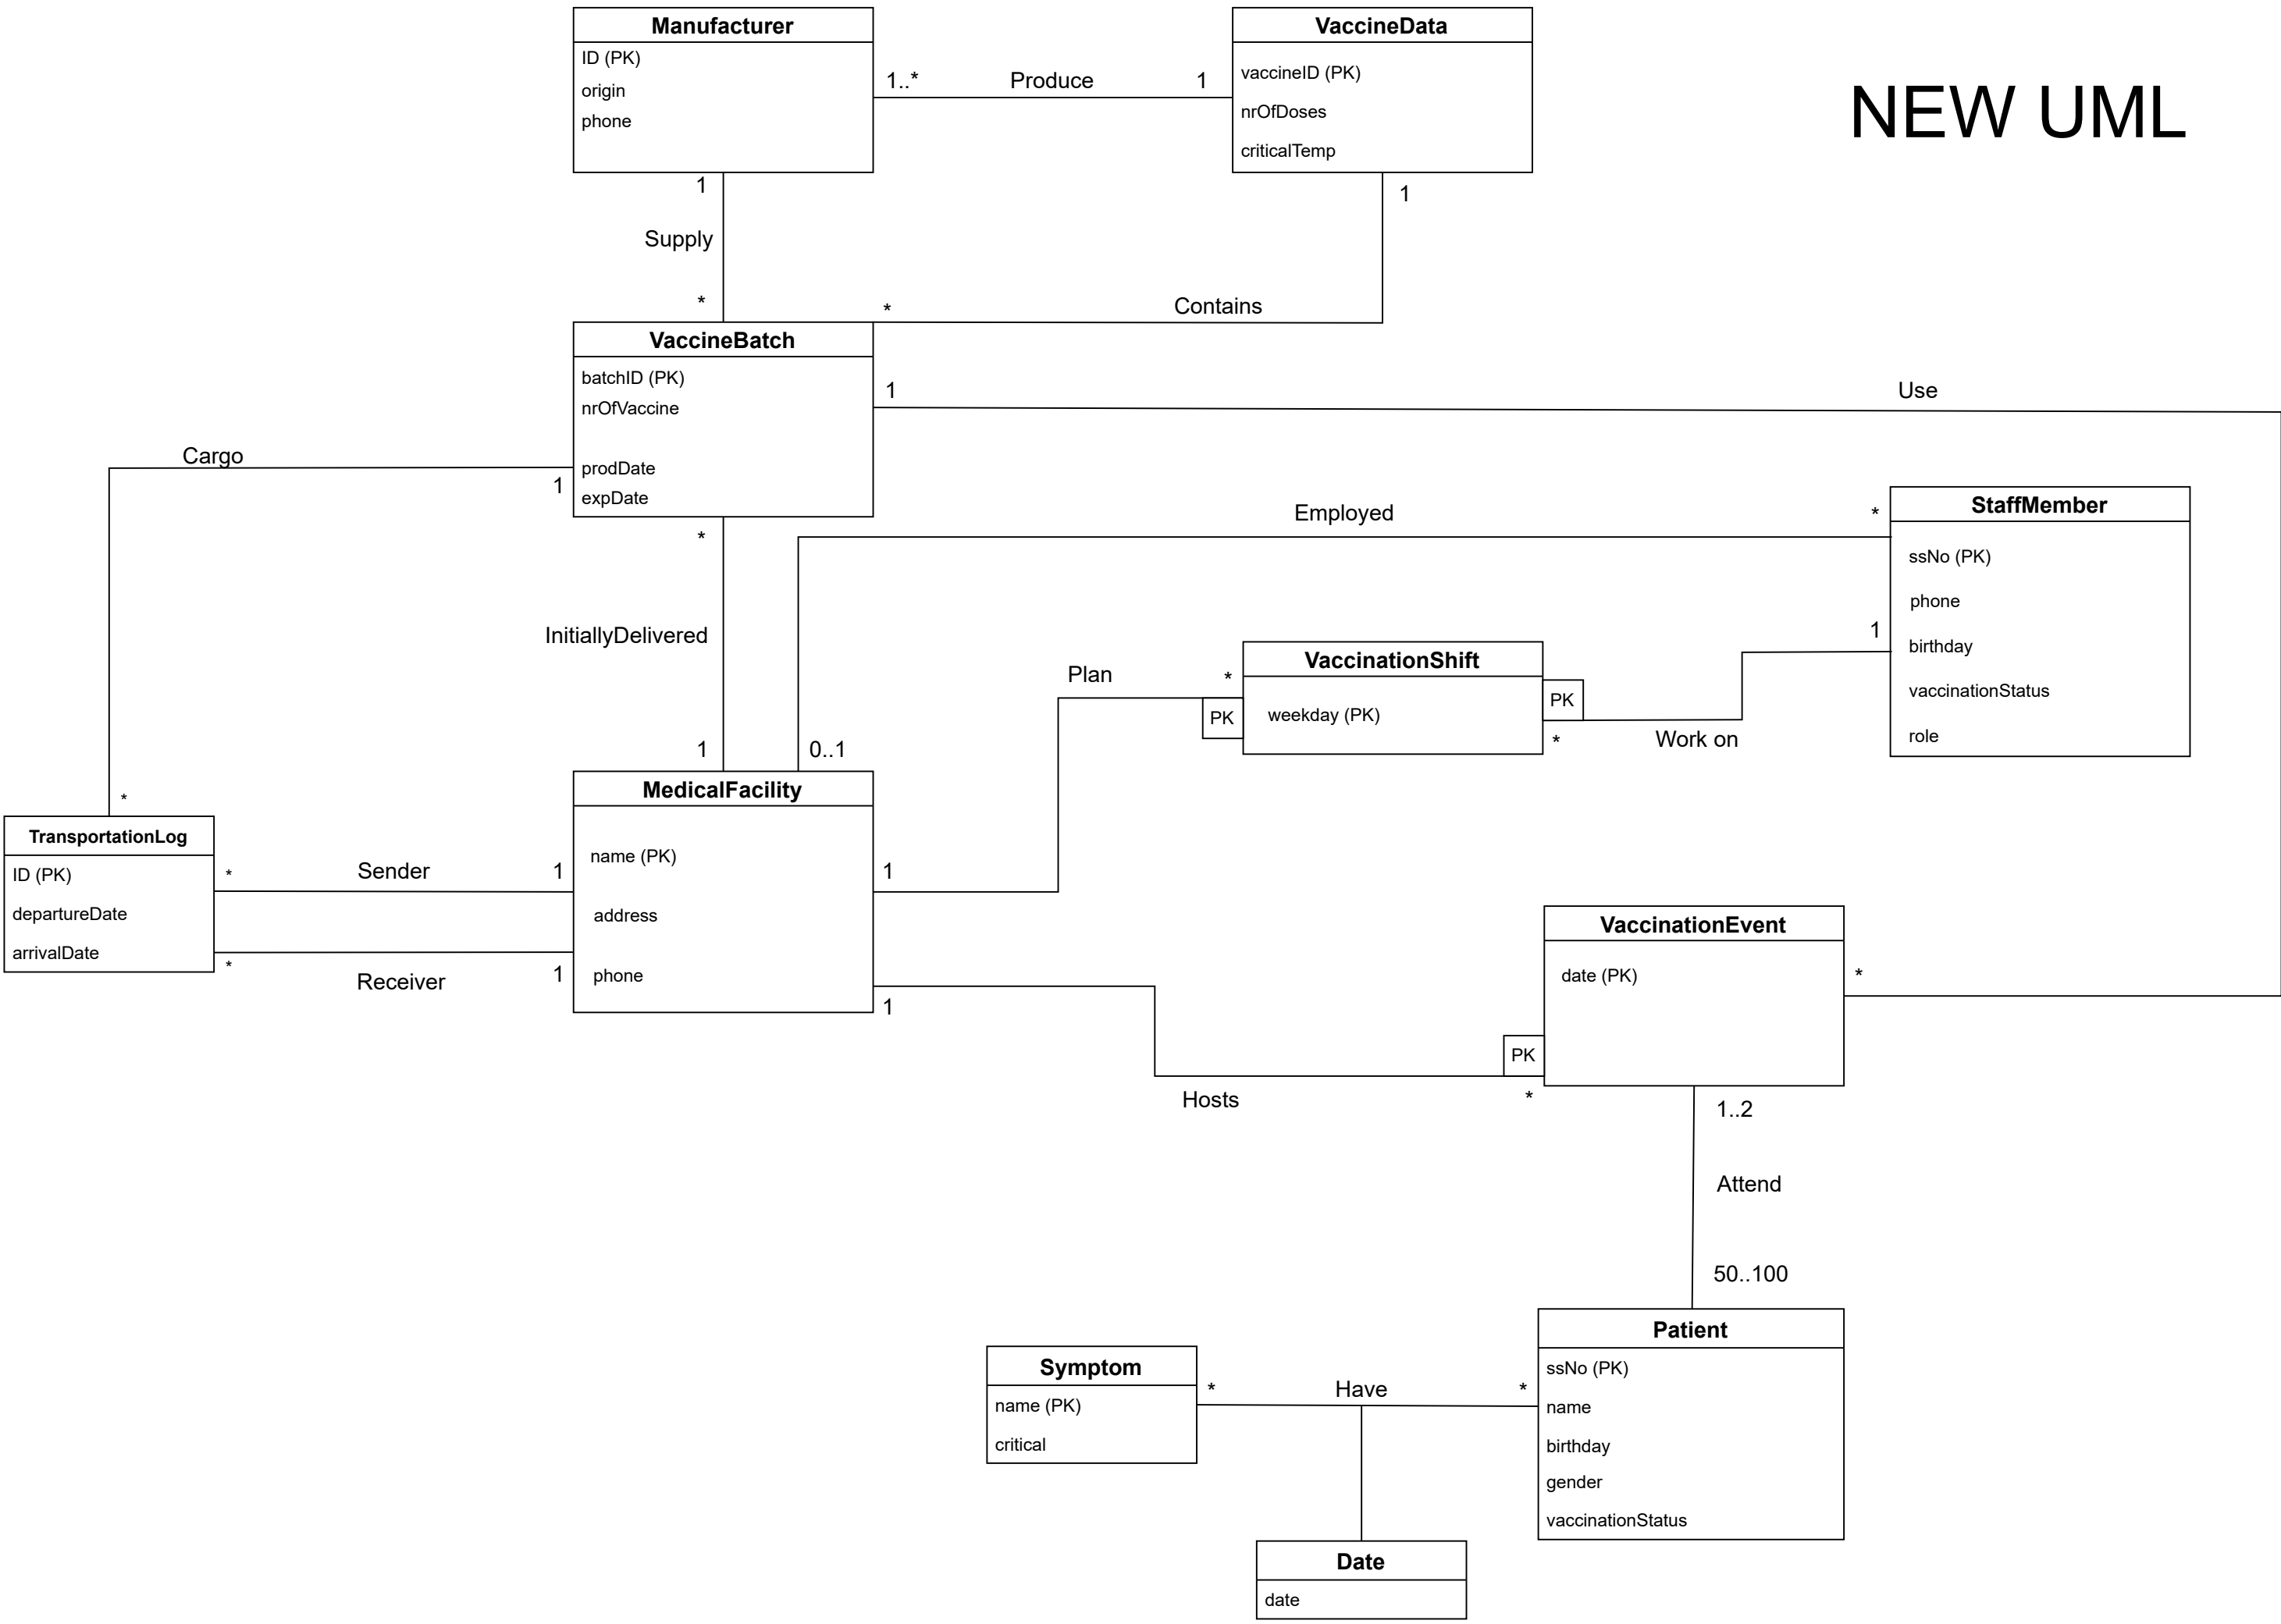 NEW UML
Manufacturer
ID (PK)
origin
phone
1..*
Produce
1
VaccineData
vaccineID (PK)
nrOfDoses
criticalTemp
1
Supply
*
1
Contains
*
VaccineBatch
batchID (PK)
nrOfVaccine
prodDate
expDate
1
Use
Cargo
1
*
InitiallyDelivered
1
Employed
*
0..1
StaffMember
ssNo (PK)
phone
birthday
vaccinationStatus
role
1
Work on
*
PK
VaccinationShift
weekday (PK)
PK
*
Plan
1
MedicalFacility
name (PK)
address
phone
*
TransportationLog
ID (PK)
departureDate
arrivalDate
*
Sender
1
*
Receiver
1
1
Hosts
*
PK
VaccinationEvent
date (PK)
*
1..2
Attend
50..100
Patient
ssNo (PK)
name
birthday
gender
vaccinationStatus
*
Have
*
Symptom
name (PK)
critical
Date
date